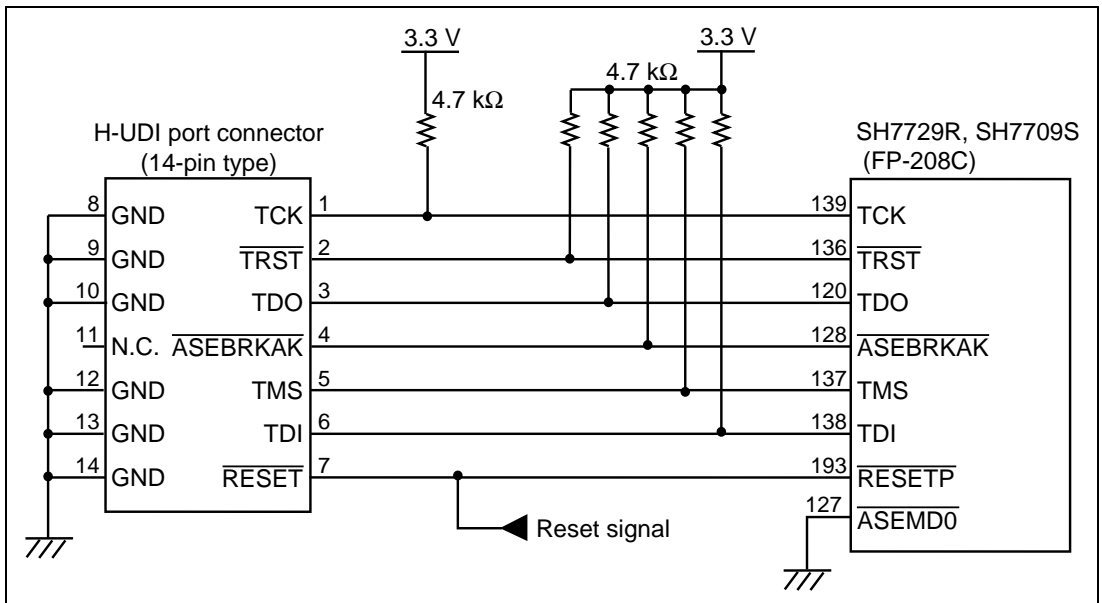 3.3 V
3.3 V
4.7 kΩ
4.7 kΩ
H-UDI port connector
(14-pin type)
SH7729R, SH7709S
(FP-208C)
8 GND TCK 1 139 TCK
9 GND TRST 2 136 TRST
10 GND TDO 3 120 TDO
11 N.C. ASEBRKAK 4 128 ASEBRKAK
12 GND TMS 5 137 TMS
13 GND TDI 6 138 TDI
14 GND RESET 7 193 RESETP
127 ASEMD0
Reset signal